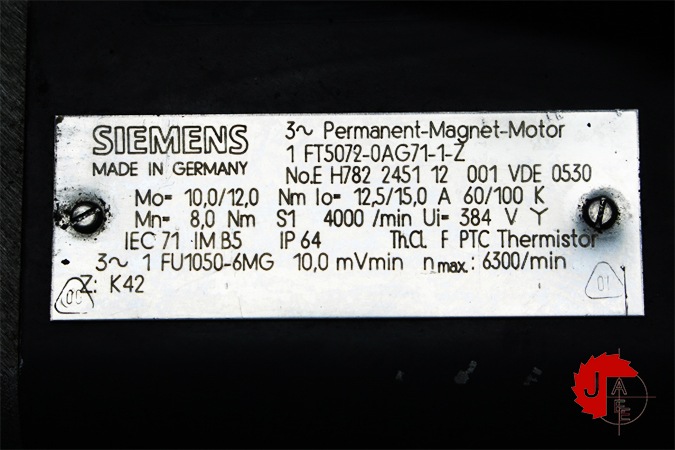 SIEMENS
MADE IN GERMANY
3~ Permanent-Magnet-Motor
1 FT5072-0AG71-1-Z
No.E H782 2451 12 001 VDE 0530
Mo= 10,0/12,0 Nm Io= 12,5/15,0 A 60/100 K
Mn= 8,0 Nm S1 4000 /min Ui= 384 V Y
IEC 71 IM B5 IP 64 Th.Cl. F PTC Thermistor
3~ 1 FU1050-6MG 10,0 mVmin nmax.: 6300/min
Z: K42
00
01
J
A
E
E